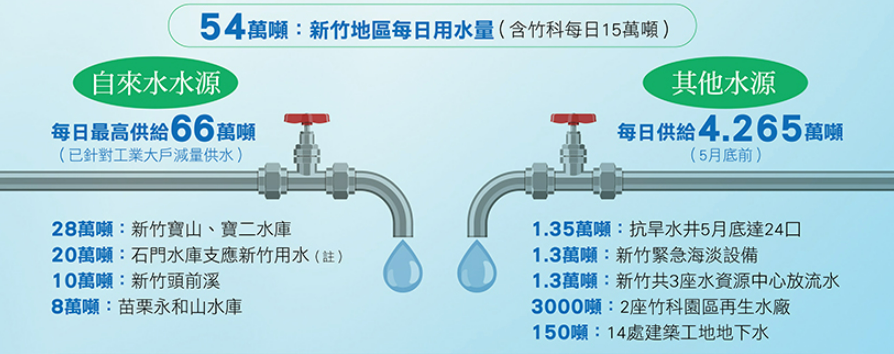 54萬噸：新竹地區每日用水量（含竹科每日15萬噸）
自來水水源
每日最高供給66萬噸
（已針對工業大戶減量供水）
28萬噸：新竹寶山、寶二水庫
20萬噸：石門水庫支應新竹用水（註）
10萬噸：新竹頭前溪
8萬噸：苗栗永和山水庫
其他水源
每日供給4.265萬噸
（5月底前）
1.35萬噸：抗旱水井5月底達24口
1.3萬噸：新竹緊急海淡設備
1.3萬噸：新竹共3座水資源中心放流水
3000噸：2座竹科園區再生水廠
150噸：14處建築工地地下水